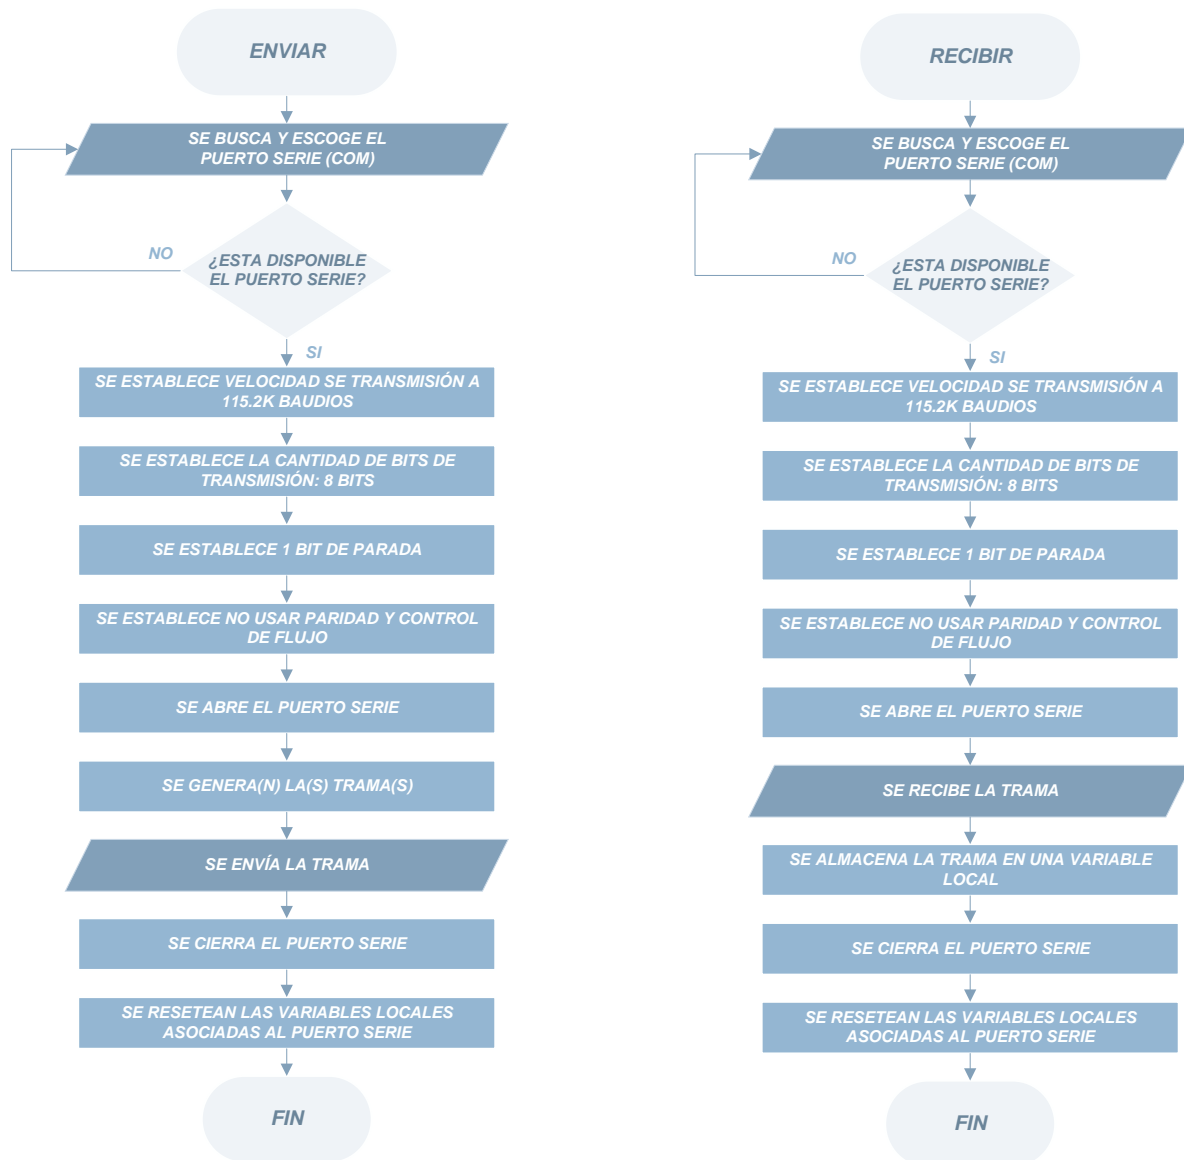 ENVIAR
SE BUSCA Y ESCOGE EL
PUERTO SERIE (COM)
NO
¿ESTA DISPONIBLE
EL PUERTO SERIE?
SI
SE ESTABLECE VELOCIDAD SE TRANSMISIÓN A
115.2K BAUDIOS
SE ESTABLECE LA CANTIDAD DE BITS DE
TRANSMISIÓN: 8 BITS
SE ESTABLECE 1 BIT DE PARADA
SE ESTABLECE NO USAR PARIDAD Y CONTROL
DE FLUJO
SE ABRE EL PUERTO SERIE
SE GENERA(N) LA(S) TRAMA(S)
SE ENVÍA LA TRAMA
SE CIERRA EL PUERTO SERIE
SE RESETEAN LAS VARIABLES LOCALES
ASOCIADAS AL PUERTO SERIE
FIN
RECIBIR
SE BUSCA Y ESCOGE EL
PUERTO SERIE (COM)
NO
¿ESTA DISPONIBLE
EL PUERTO SERIE?
SI
SE ESTABLECE VELOCIDAD SE TRANSMISIÓN A
115.2K BAUDIOS
SE ESTABLECE LA CANTIDAD DE BITS DE
TRANSMISIÓN: 8 BITS
SE ESTABLECE 1 BIT DE PARADA
SE ESTABLECE NO USAR PARIDAD Y CONTROL
DE FLUJO
SE ABRE EL PUERTO SERIE
SE RECIBE LA TRAMA
SE ALMACENA LA TRAMA EN UNA VARIABLE
LOCAL
SE CIERRA EL PUERTO SERIE
SE RESETEAN LAS VARIABLES LOCALES
ASOCIADAS AL PUERTO SERIE
FIN